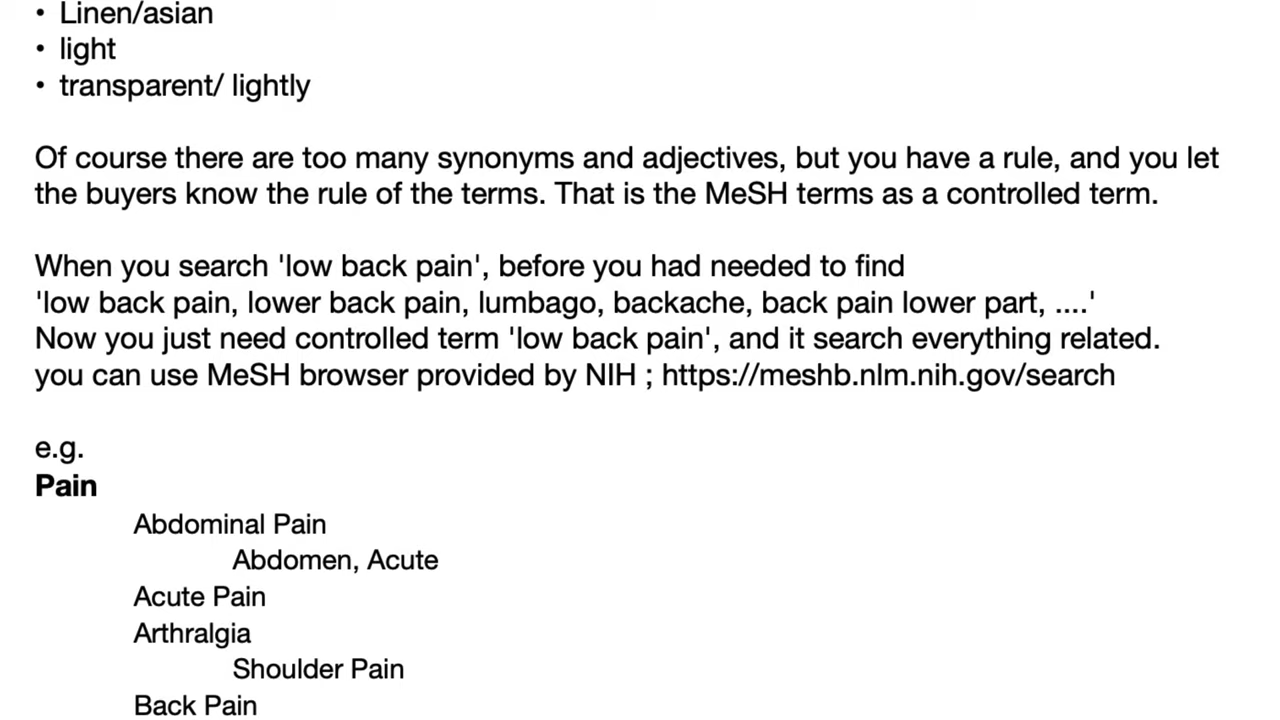 • Linen/asian
• light
• transparent/ lightly
Of course there are too many synonyms and adjectives, but you have a rule, and you let
the buyers know the rule of the terms. That is the MeSH terms as a controlled term.
When you search 'low back pain', before you had needed to find
'low back pain, lower back pain, lumbago, backache, back pain lower part, ....'
Now you just need controlled term 'low back pain', and it search everything related.
you can use MeSH browser provided by NIH ; https://meshb.nlm.nih.gov/search
e.g.
Pain
Abdominal Pain
Abdomen, Acute
Acute Pain
Arthralgia
Shoulder Pain
Back Pain